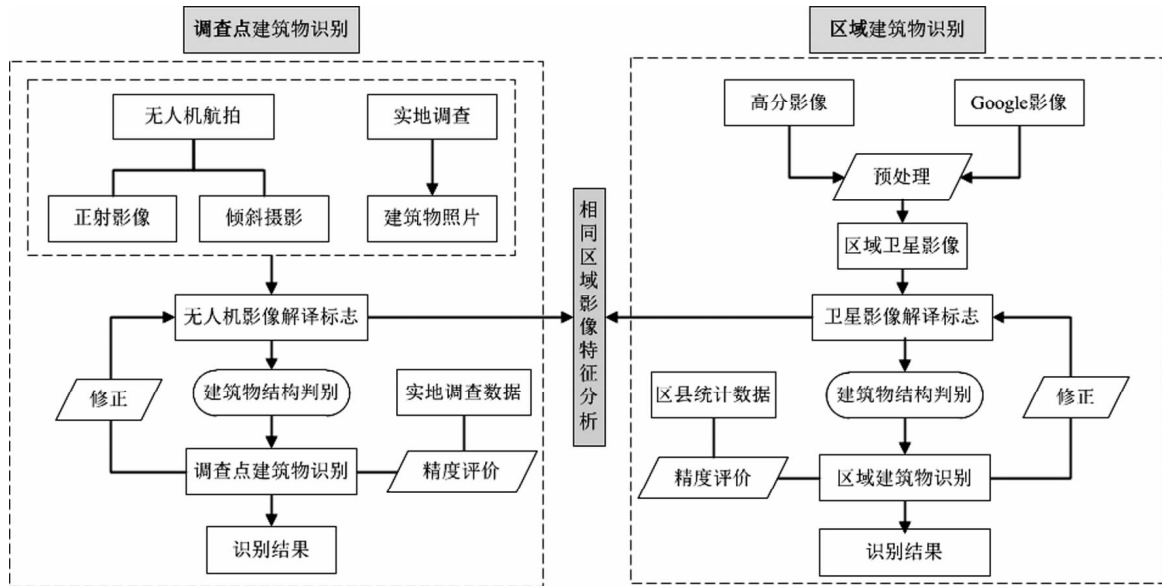 调查点建筑物识别
无人机航拍
实地调查
正射影像
倾斜摄影
建筑物照片
无人机影像解译标志
建筑物结构判别
实地调查数据
修正
调查点建筑物识别
精度评价
识别结果
相同区域影像特征分析
区域建筑物识别
高分影像
Google影像
预处理
区域卫星影像
卫星影像解译标志
区县统计数据
建筑物结构判别
修正
精度评价
区域建筑物识别
识别结果